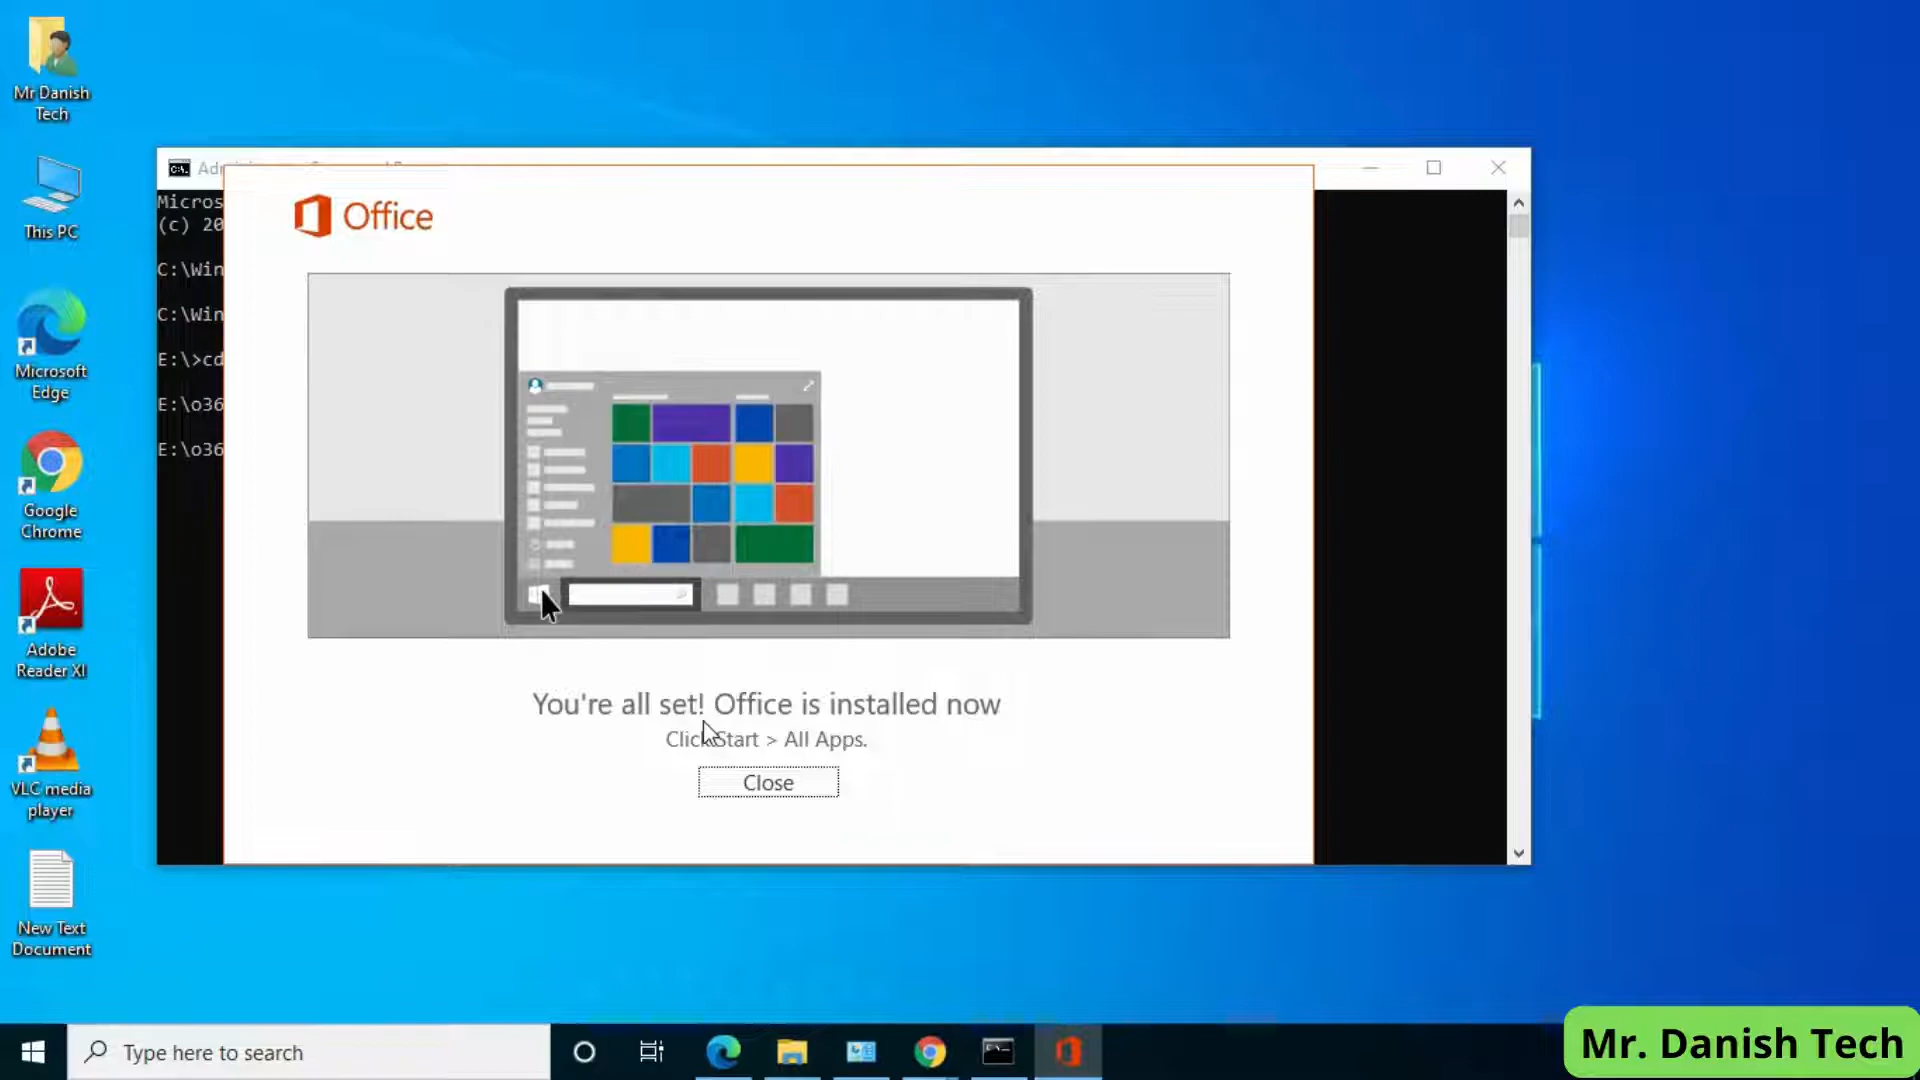 Mr Danish
Tech
This PC
Microsoft
Edge
Google
Chrome
Adobe
Reader XI
VLC media
player
New Text
Document
Micros
(c) 20
C:\Win
C:\Win
E:\>cd
E:\o36
E:\o36
Office
You're all set! Office is installed now
Click Start > All Apps.
Close
Type here to search
Mr. Danish Tech